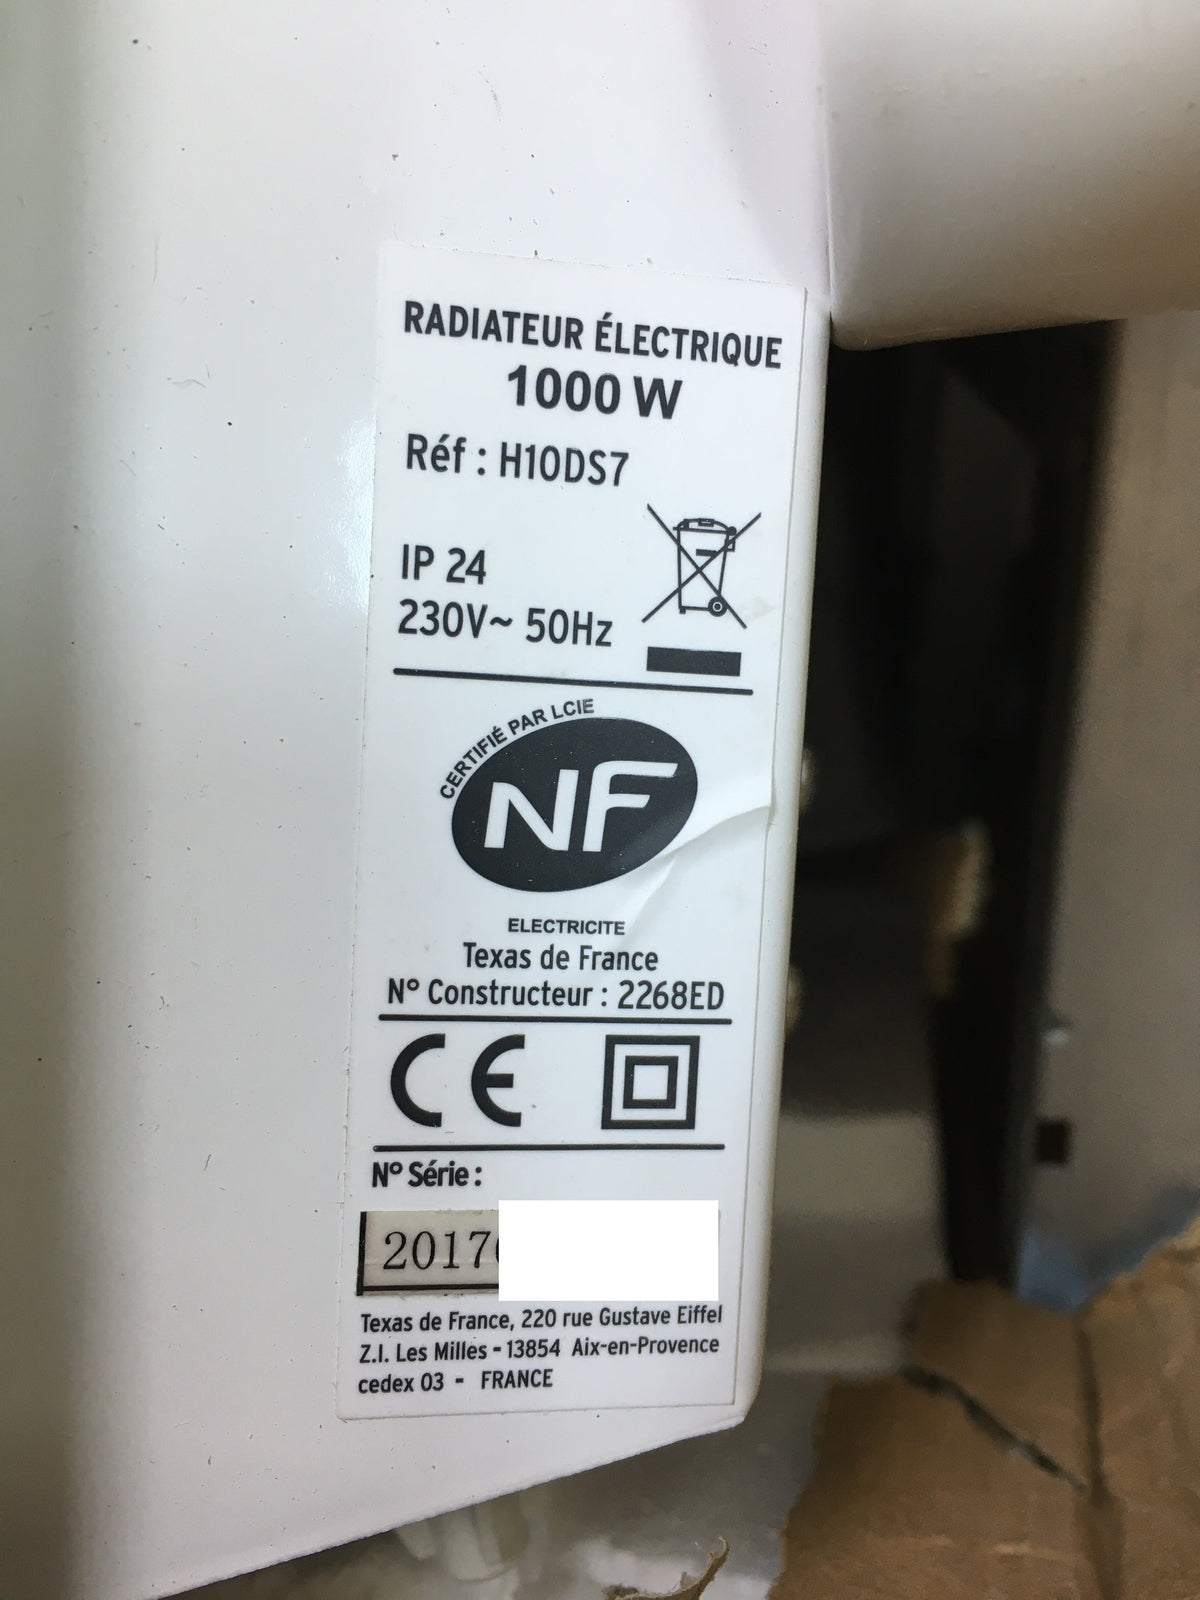 RADIATEUR ÉLECTRIQUE
1000 W
Réf : H10DS7
IP 24
230V~ 50Hz
CERTIFIÉ PAR LCIE
NF
ELECTRICITE
Texas de France
N° Constructeur : 2268ED
CE
N° Série :
2017
Texas de France, 220 rue Gustave Eiffel
Z.I. Les Milles - 13854 Aix-en-Provence
cedex 03 - FRANCE